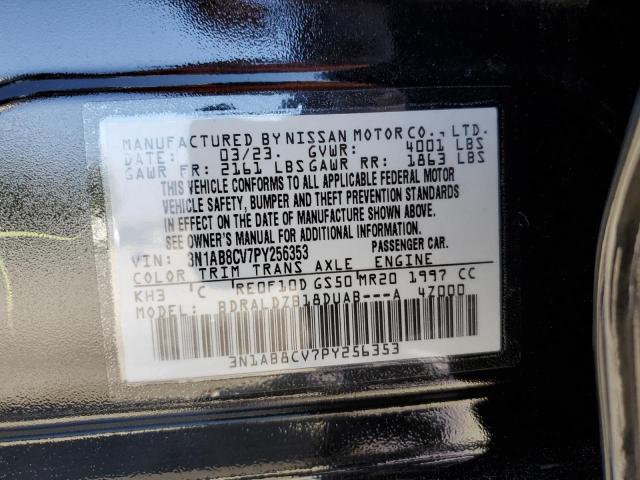 MANUFACTURED BY NISSAN MOTOR CO., LTD.
DATE: 03/23. GVWR: 4001 LBS
GAWR FR: 2161 LBS GAWR RR: 1863 LBS
THIS VEHICLE CONFORMS TO ALL APPLICABLE FEDERAL MOTOR
VEHICLE SAFETY, BUMPER AND THEFT PREVENTION STANDARDS
IN EFFECT ON THE DATE OF MANUFACTURE SHOWN ABOVE.
SEE OWNER'S MANUAL FOR ADDITIONAL INFORMATION.
VIN: 3N1AB8CV7PY256353 PASSENGER CAR.
COLOR TRIM TRANS AXLE ENGINE
KH3 C RE0F10D GS50 MR20 1997 CC
BDRALDZB18DUAB---A 4Z000
3N1AB8CV7PY256353